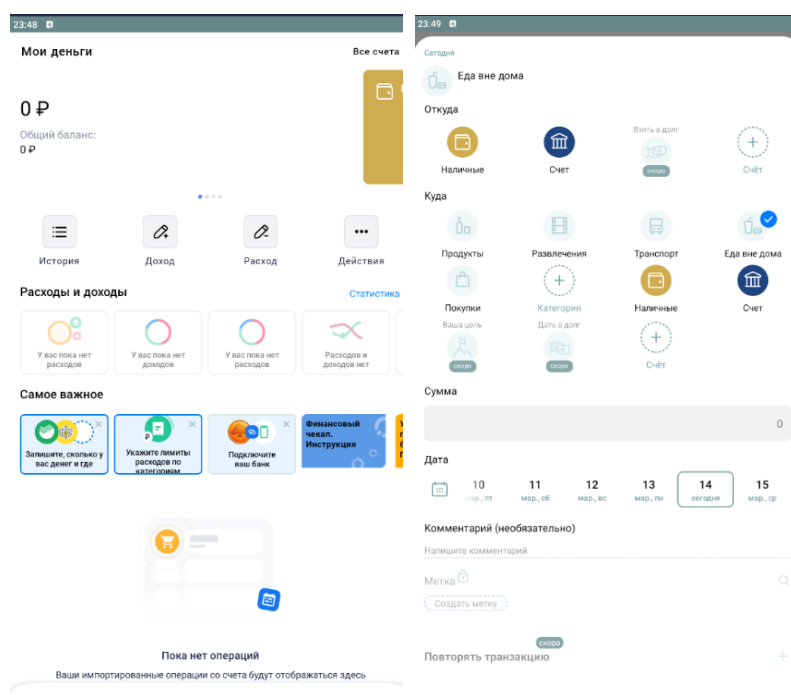 23:48
Мои деньги
Все счета
0 ₽
Общий баланс:
0 ₽
История
Доход
Расход
Действия
Расходы и доходы
Статистика
У вас пока нет
расходов
У вас пока нет
доходов
У вас пока нет
расходов
Расходов и
доходов нет
Самое важное
Запишите, сколько у
вас денег и где
Укажите лимиты
расходов по
категориям
Подключите
ваш банк
Финансовый
чекап.
Инструкция
Пока нет операций
Ваши импортированные операции со счета будут отображаться здесь
23:49
Сегодня
Еда вне дома
Откуда
Взять в долг
скоро
Наличные
Счет
Счёт
Куда
Продукты
Развлечения
Транспорт
Еда вне дома
Покупки
Категория
Наличные
Счет
Ваша цель
Дать в долг
скоро
скоро
Счёт
Сумма
0
Дата
10
мар., пт
11
мар., сб
12
мар., вс
13
мар., пн
14
сегодня
15
мар., ср
Комментарий (необязательно)
Напишите комментарий
Метка
Создать метку
скоро
Повторять транзакцию